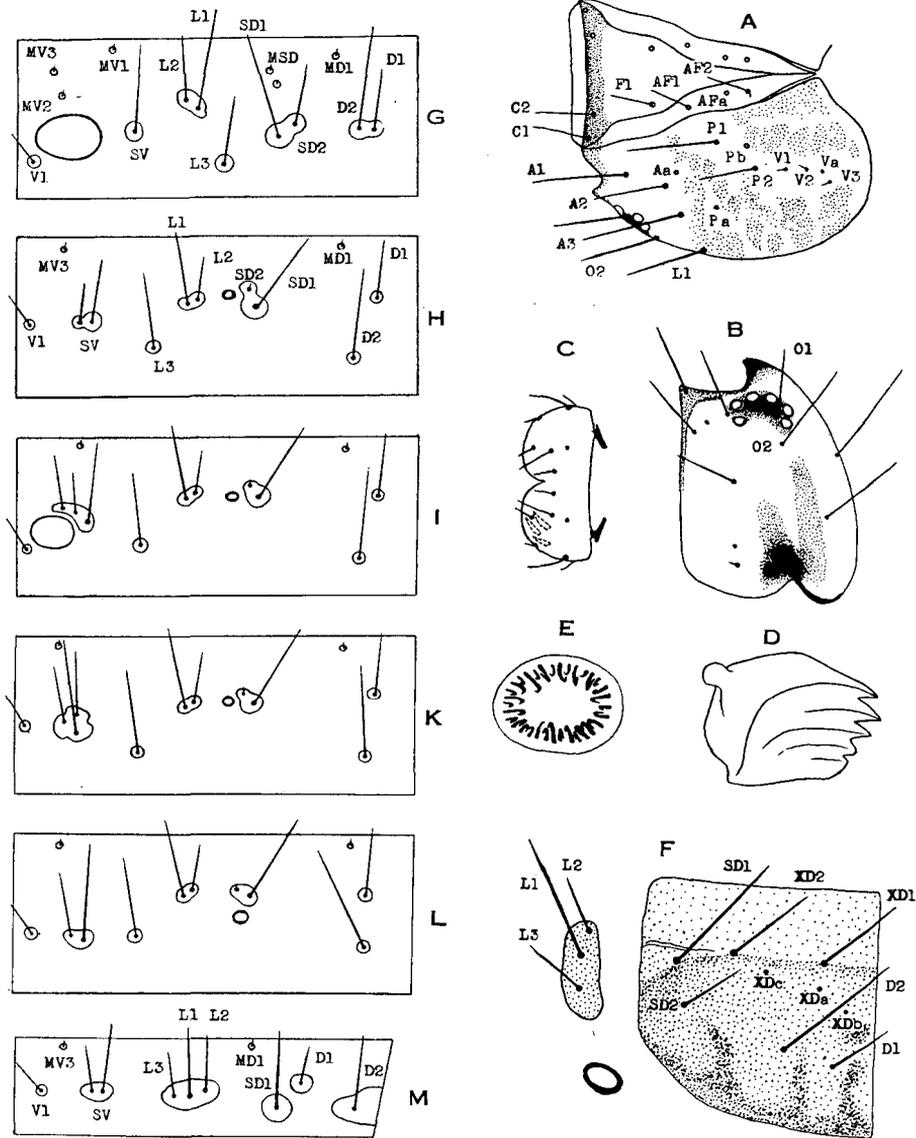 L1
SD1
MV3
MV1
L2
MSD
MD1
D1
MV2
D2
G
SV
L3
SD2
V1
L1
MV3
L2
SD2
SD1
MD1
D1
H
V1
SV
L3
D2
I
K
L
L1 L2
MV3
L3
MD1
SD1
D1
D2
V1
SV
M
A
AF2
F1
AF1
AFa
C2
C1
P1
Pb
V1
Va
A1
Aa
P2
V2
V3
A2
Pa
A3
O2
L1
B
C
O1
O2
E
D
F
L1
L2
L3
SD1
XD2
XD1
XDc
XDa
D2
SD2
XDb
D1